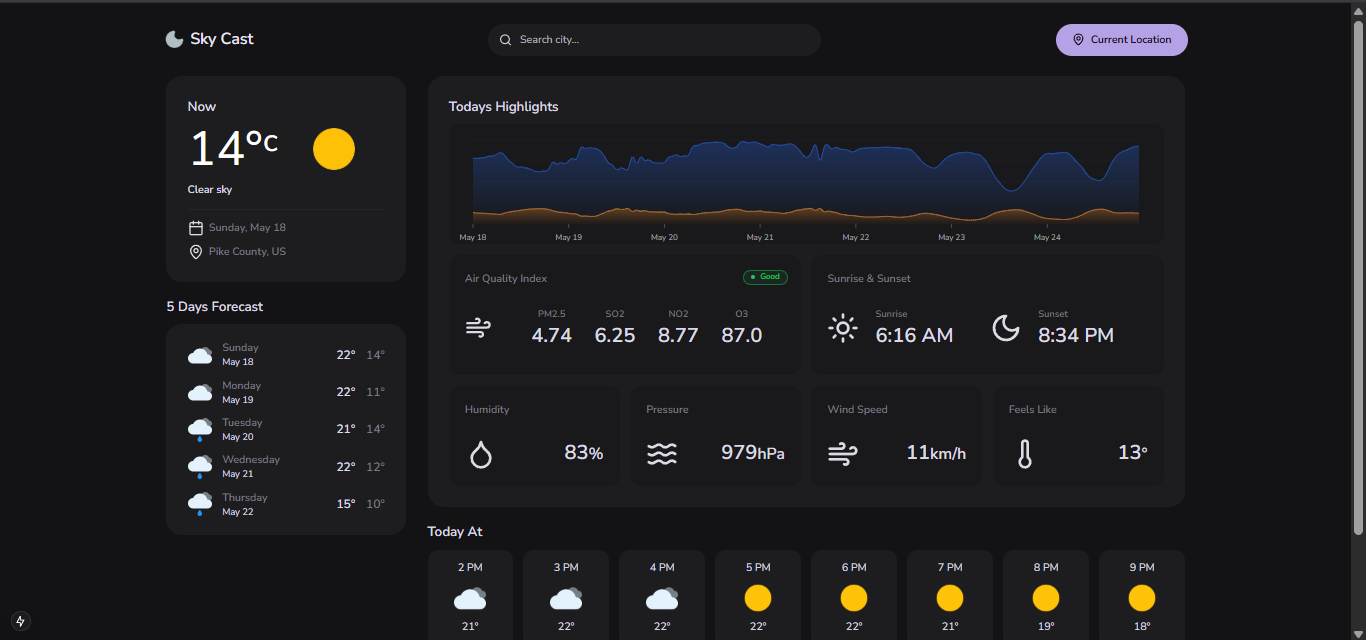 Sky Cast
Search city...
Current Location
Now
14°C
Clear sky
Sunday, May 18
Pike County, US
5 Days Forecast
Sunday
May 18
22° 14°
Monday
May 19
22° 11°
Tuesday
May 20
21° 14°
Wednesday
May 21
22° 12°
Thursday
May 22
15° 10°
Todays Highlights
May 18 May 19 May 20 May 21 May 22 May 23 May 24
Air Quality Index
Good
PM2.5 SO2 NO2 O3
4.74 6.25 8.77 87.0
Sunrise & Sunset
Sunrise
6:16 AM
Sunset
8:34 PM
Humidity
83%
Pressure
979hPa
Wind Speed
11km/h
Feels Like
13°
Today At
2 PM 3 PM 4 PM 5 PM 6 PM 7 PM 8 PM 9 PM
21° 22° 22° 22° 22° 21° 19° 18°